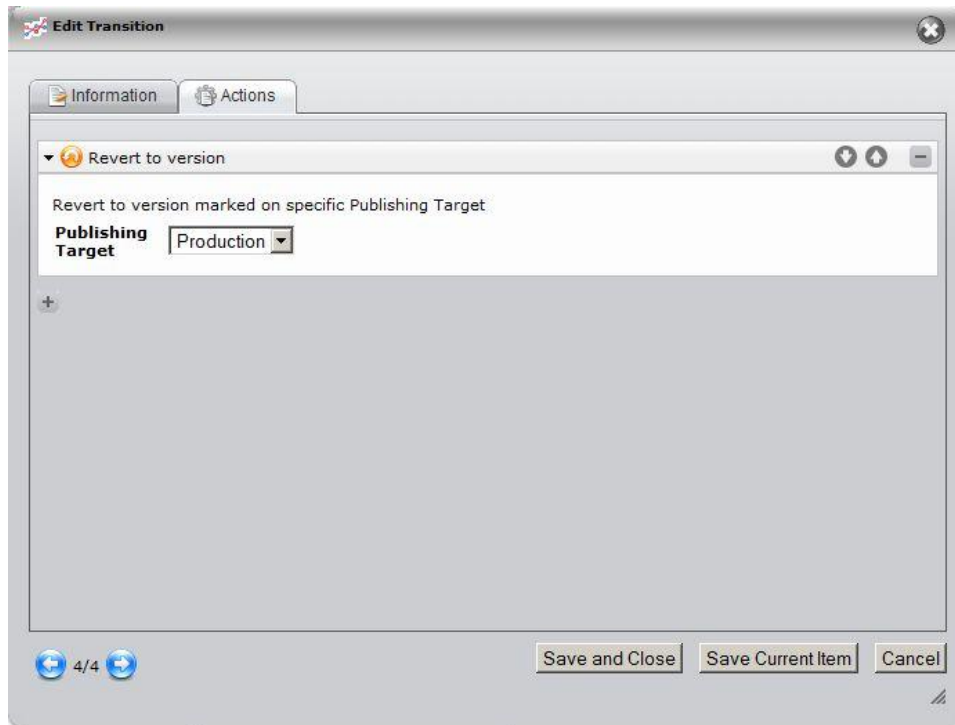 Edit Transition
Information
Actions
Revert to version
Revert to version marked on specific Publishing Target
Publishing
Target
Production
4/4
Save and Close
Save Current Item
Cancel